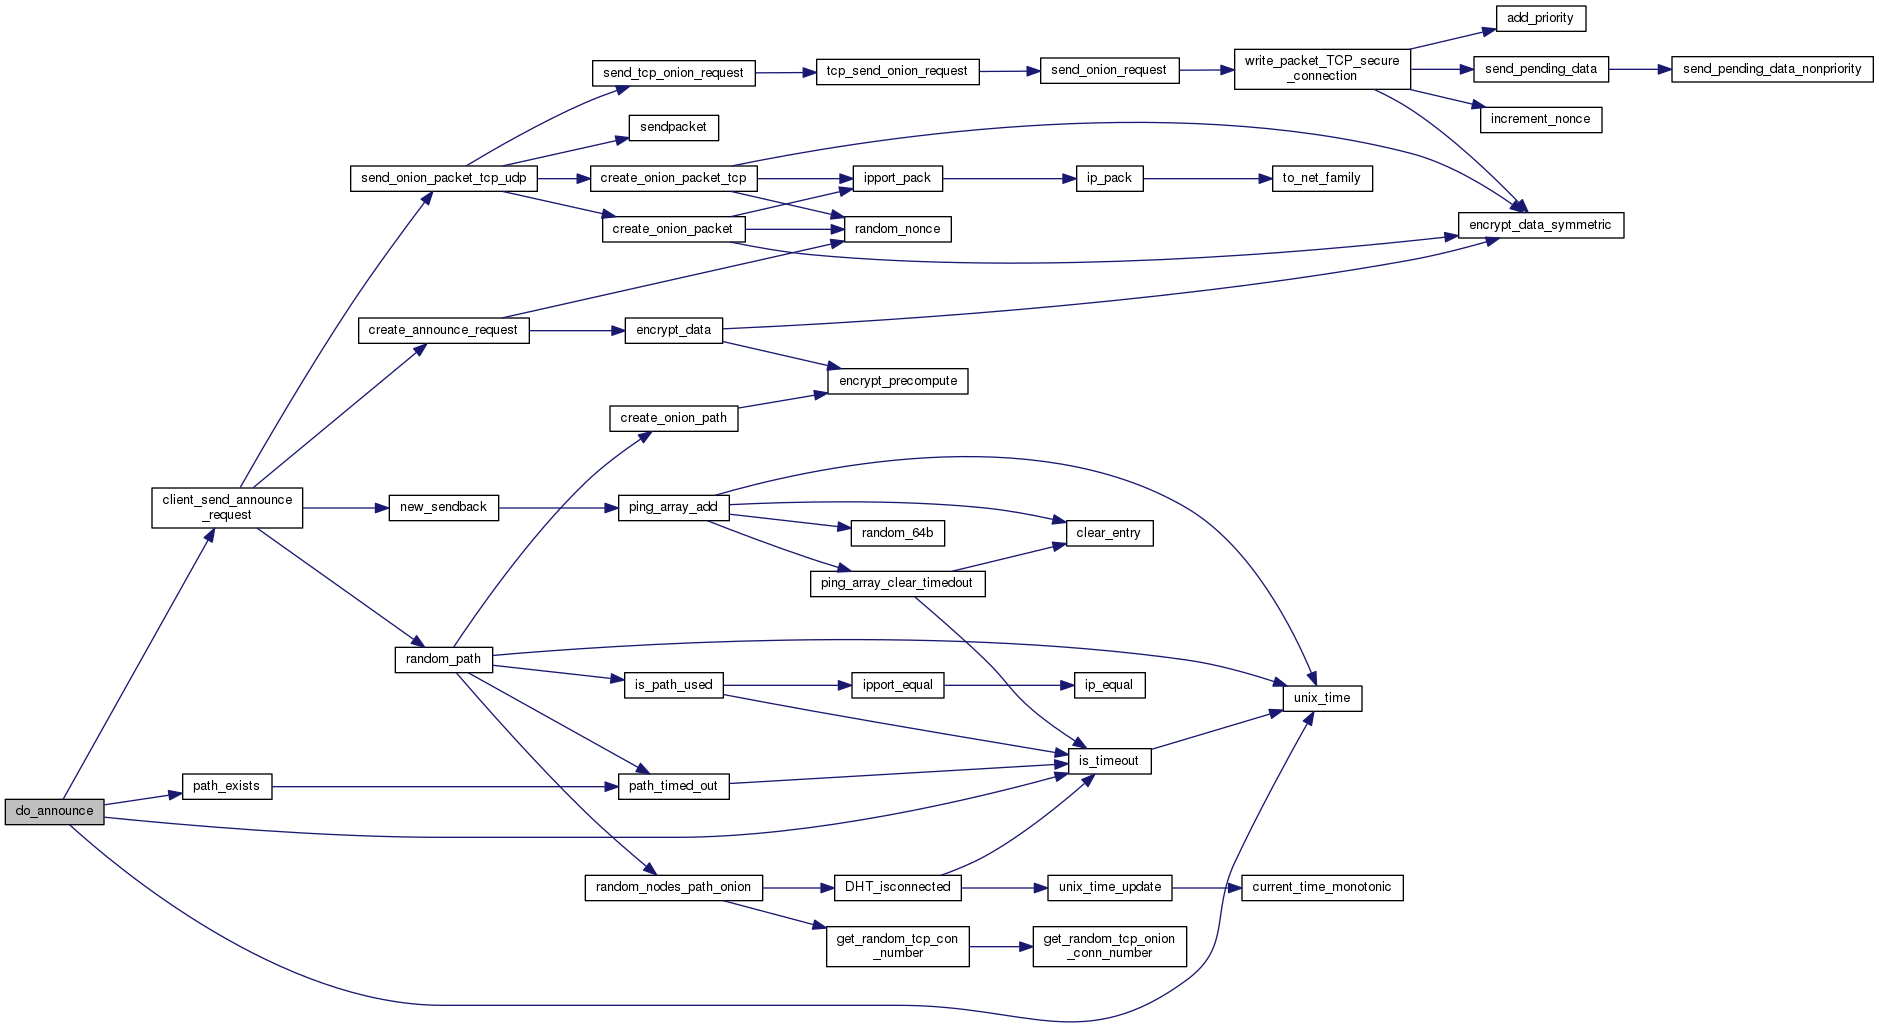 add_priority
send_tcp_onion_request
tcp_send_onion_request
send_onion_request
write_packet_TCP_secure
_connection
send_pending_data
send_pending_data_nonpriority
sendpacket
increment_nonce
send_onion_packet_tcp_udp
create_onion_packet_tcp
ipport_pack
ip_pack
to_net_family
create_onion_packet
random_nonce
encrypt_data_symmetric
create_announce_request
encrypt_data
encrypt_precompute
create_onion_path
client_send_announce
_request
new_sendback
ping_array_add
random_64b
clear_entry
ping_array_clear_timedout
random_path
is_path_used
ipport_equal
ip_equal
unix_time
is_timeout
path_exists
path_timed_out
do_announce
random_nodes_path_onion
DHT_isconnected
unix_time_update
current_time_monotonic
get_random_tcp_con
_number
get_random_tcp_onion
_conn_number